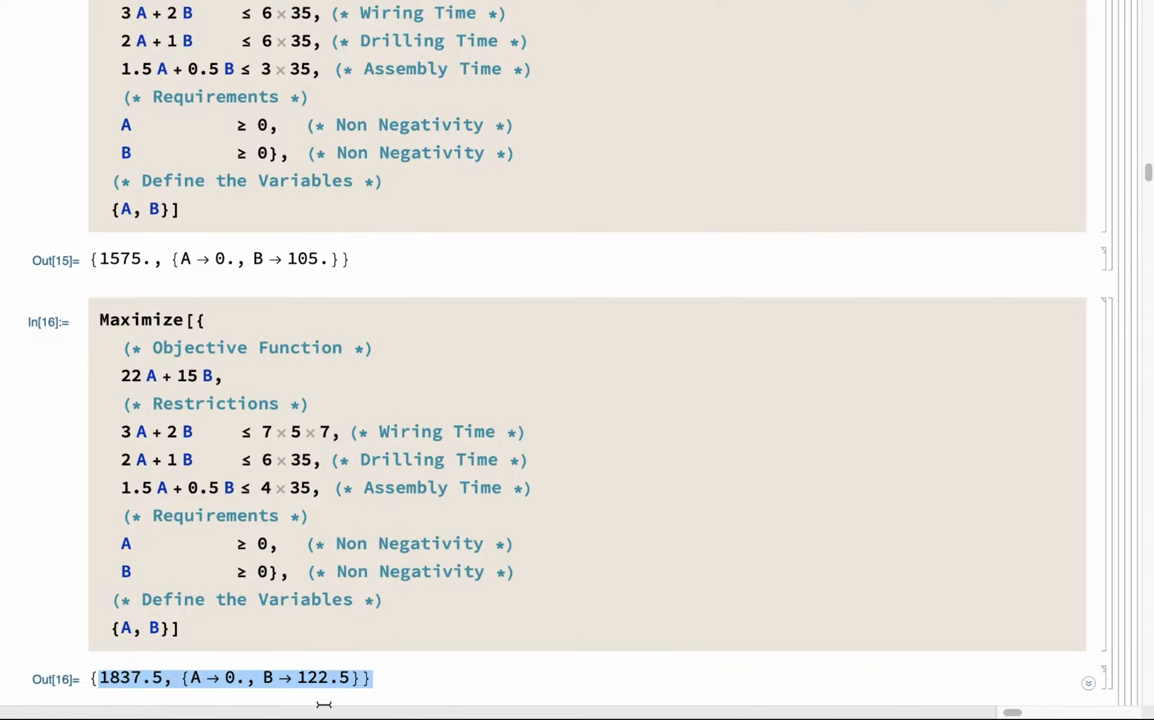 3 A + 2 B ≤ 6 × 35, (* Wiring Time *)
2 A + 1 B ≤ 6 × 35, (* Drilling Time *)
1.5 A + 0.5 B ≤ 3 × 35, (* Assembly Time *)
(* Requirements *)
A ≥ 0, (* Non Negativity *)
B ≥ 0}, (* Non Negativity *)
(* Define the Variables *)
{A, B}]
Out[15]= {1575., {A → 0., B → 105.}}
In[16]:= Maximize[{
(* Objective Function *)
22 A + 15 B,
(* Restrictions *)
3 A + 2 B ≤ 7 × 5 × 7, (* Wiring Time *)
2 A + 1 B ≤ 6 × 35, (* Drilling Time *)
1.5 A + 0.5 B ≤ 4 × 35, (* Assembly Time *)
(* Requirements *)
A ≥ 0, (* Non Negativity *)
B ≥ 0}, (* Non Negativity *)
(* Define the Variables *)
{A, B}]
Out[16]= {1837.5, {A → 0., B → 122.5}}